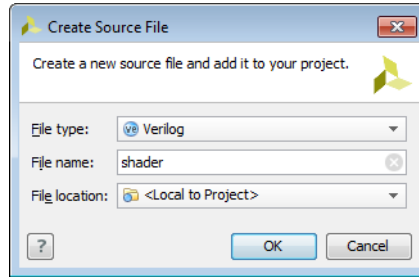 Create Source File
Create a new source file and add it to your project.
File type: Verilog
File name: shader
File location: <Local to Project>
? OK Cancel